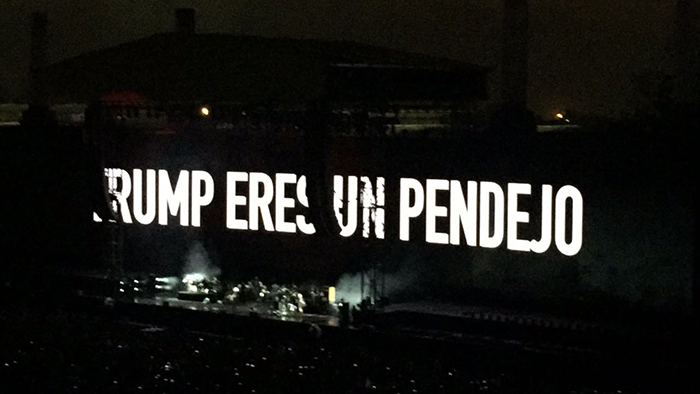 TRUMP ERES UN PENDEJO